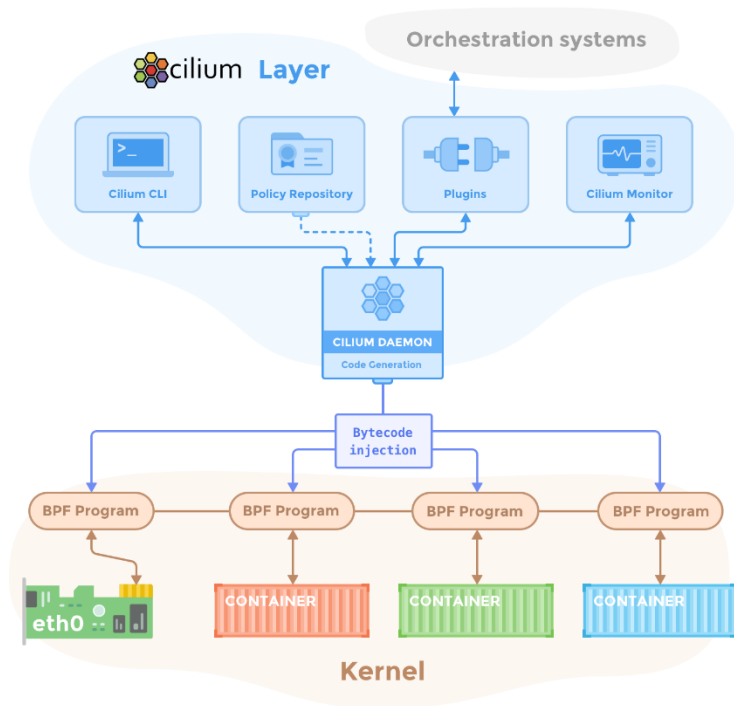 Orchestration systems
cilium Layer
>_
Cilium CLI
Policy Repository
Plugins
Cilium Monitor
CILIUM DAEMON
Code Generation
Bytecode
injection
BPF Program
BPF Program
BPF Program
BPF Program
eth0
CONTAINER
CONTAINER
CONTAINER
Kernel